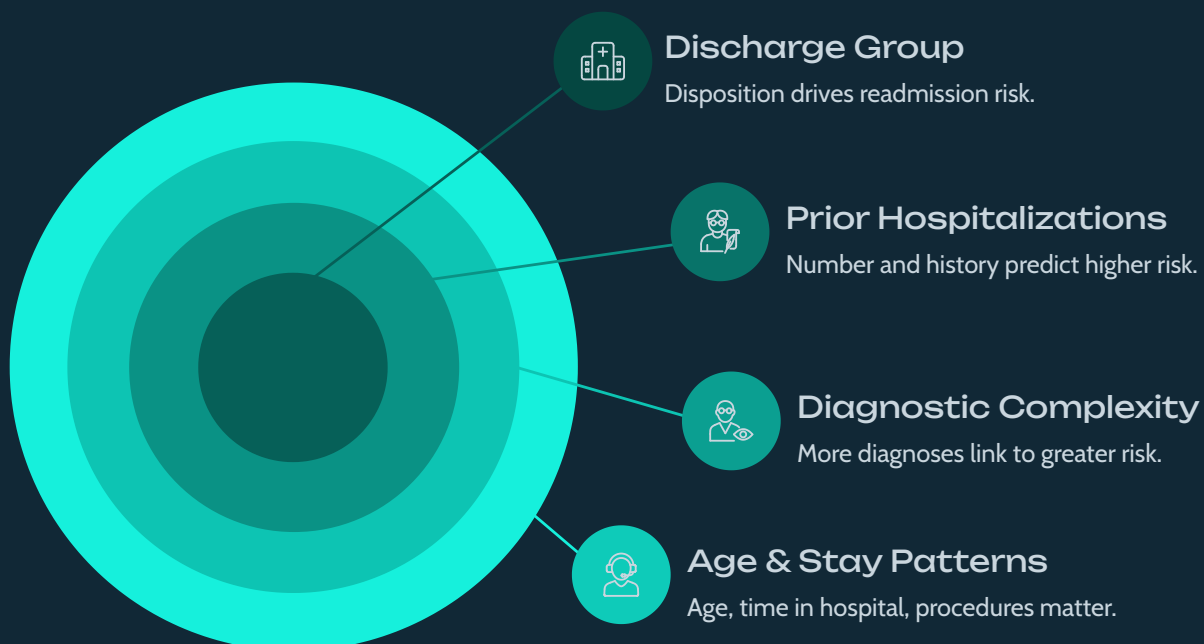 Discharge Group
Disposition drives readmission risk.
Prior Hospitalizations
Number and history predict higher risk.
Diagnostic Complexity
More diagnoses link to greater risk.
Age & Stay Patterns
Age, time in hospital, procedures matter.